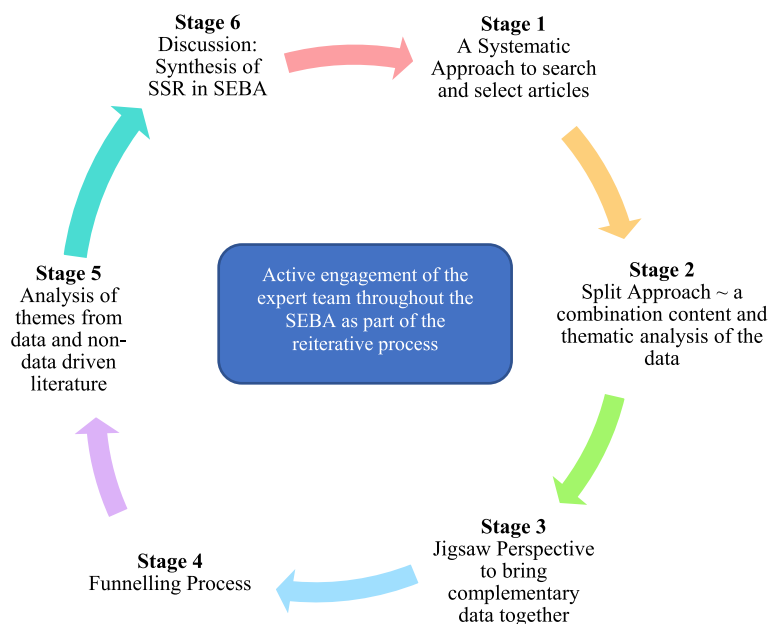 Stage 6
Discussion:
Synthesis of
SSR in SEBA
Stage 1
A Systematic
Approach to search
and select articles
Stage 2
Split Approach ~ a
combination content and
thematic analysis of the
data
Stage 3
Jigsaw Perspective
to bring
complementary
data together
Stage 4
Funnelling Process
Stage 5
Analysis of
themes from
data and non-
data driven
literature
Active engagement of the
expert team throughout the
SEBA as part of the
reiterative process